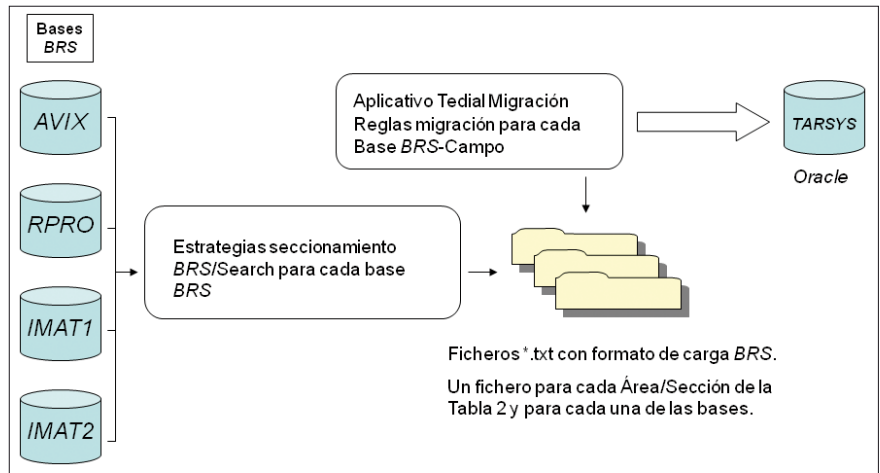 Bases
BRS
AVIX
RPRO
IMAT1
IMAT2
Estrategias seccionamiento
BRS/Search para cada base
BRS
Aplicativo Tedial Migración
Reglas migración para cada
Base BRS-Campo
TARSYS
Oracle
Ficheros *.txt con formato de carga BRS.
Un fichero para cada Área/Sección de la
Tabla 2 y para cada una de las bases.